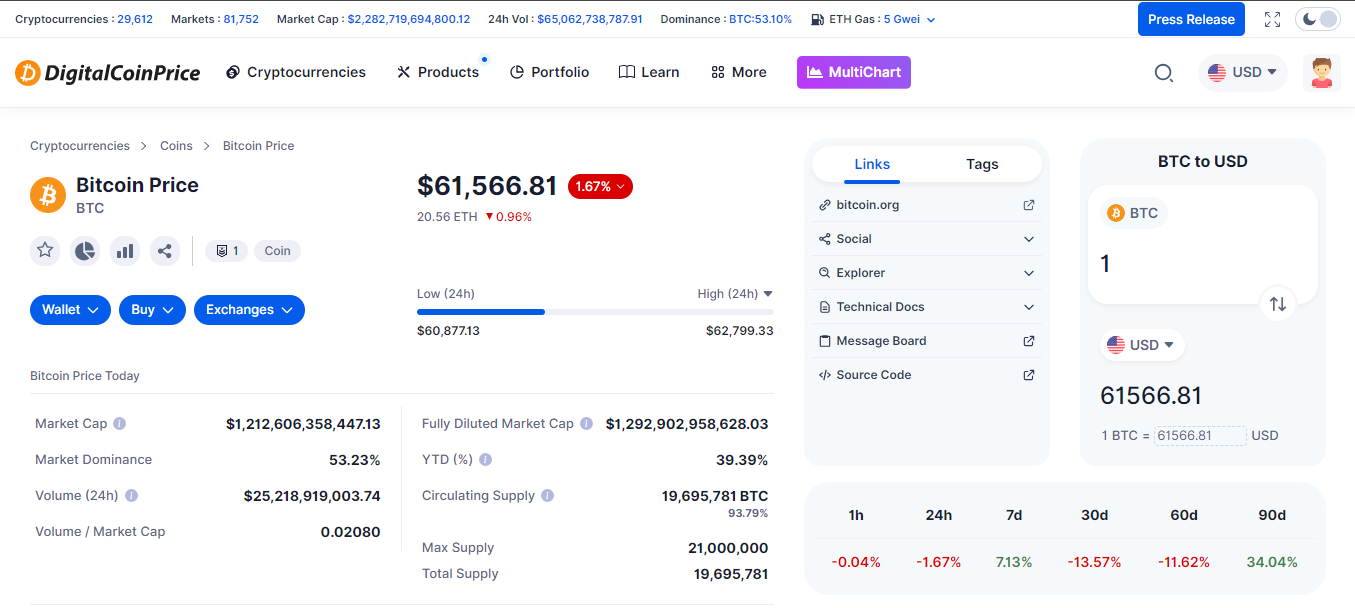 Cryptocurrencies : 29,612 Markets : 81,752 Market Cap : $2,282,719,694,800.12 24h Vol : $65,062,738,787.91 Dominance : BTC:53.10% ETH Gas : 5 Gwei Press Release
DigitalCoinPrice Cryptocurrencies Products Portfolio Learn More MultiChart USD
Cryptocurrencies > Coins > Bitcoin Price
Bitcoin Price
BTC
1 Coin
Wallet Buy Exchanges
$61,566.81 1.67%
20.56 ETH ▼0.96%
Low (24h) High (24h)
$60,877.13 $62,799.33
Bitcoin Price Today
Market Cap $1,212,606,358,447.13
Market Dominance 53.23%
Volume (24h) $25,218,919,003.74
Volume / Market Cap 0.02080
Fully Diluted Market Cap $1,292,902,958,628.03
YTD (%) 39.39%
Circulating Supply 19,695,781 BTC
93.79%
Max Supply 21,000,000
Total Supply 19,695,781
Links Tags
bitcoin.org
Social
Explorer
Technical Docs
Message Board
Source Code
BTC to USD
BTC
1
USD
61566.81
1 BTC = 61566.81 USD
1h 24h 7d 30d 60d 90d
-0.04% -1.67% 7.13% -13.57% -11.62% 34.04%